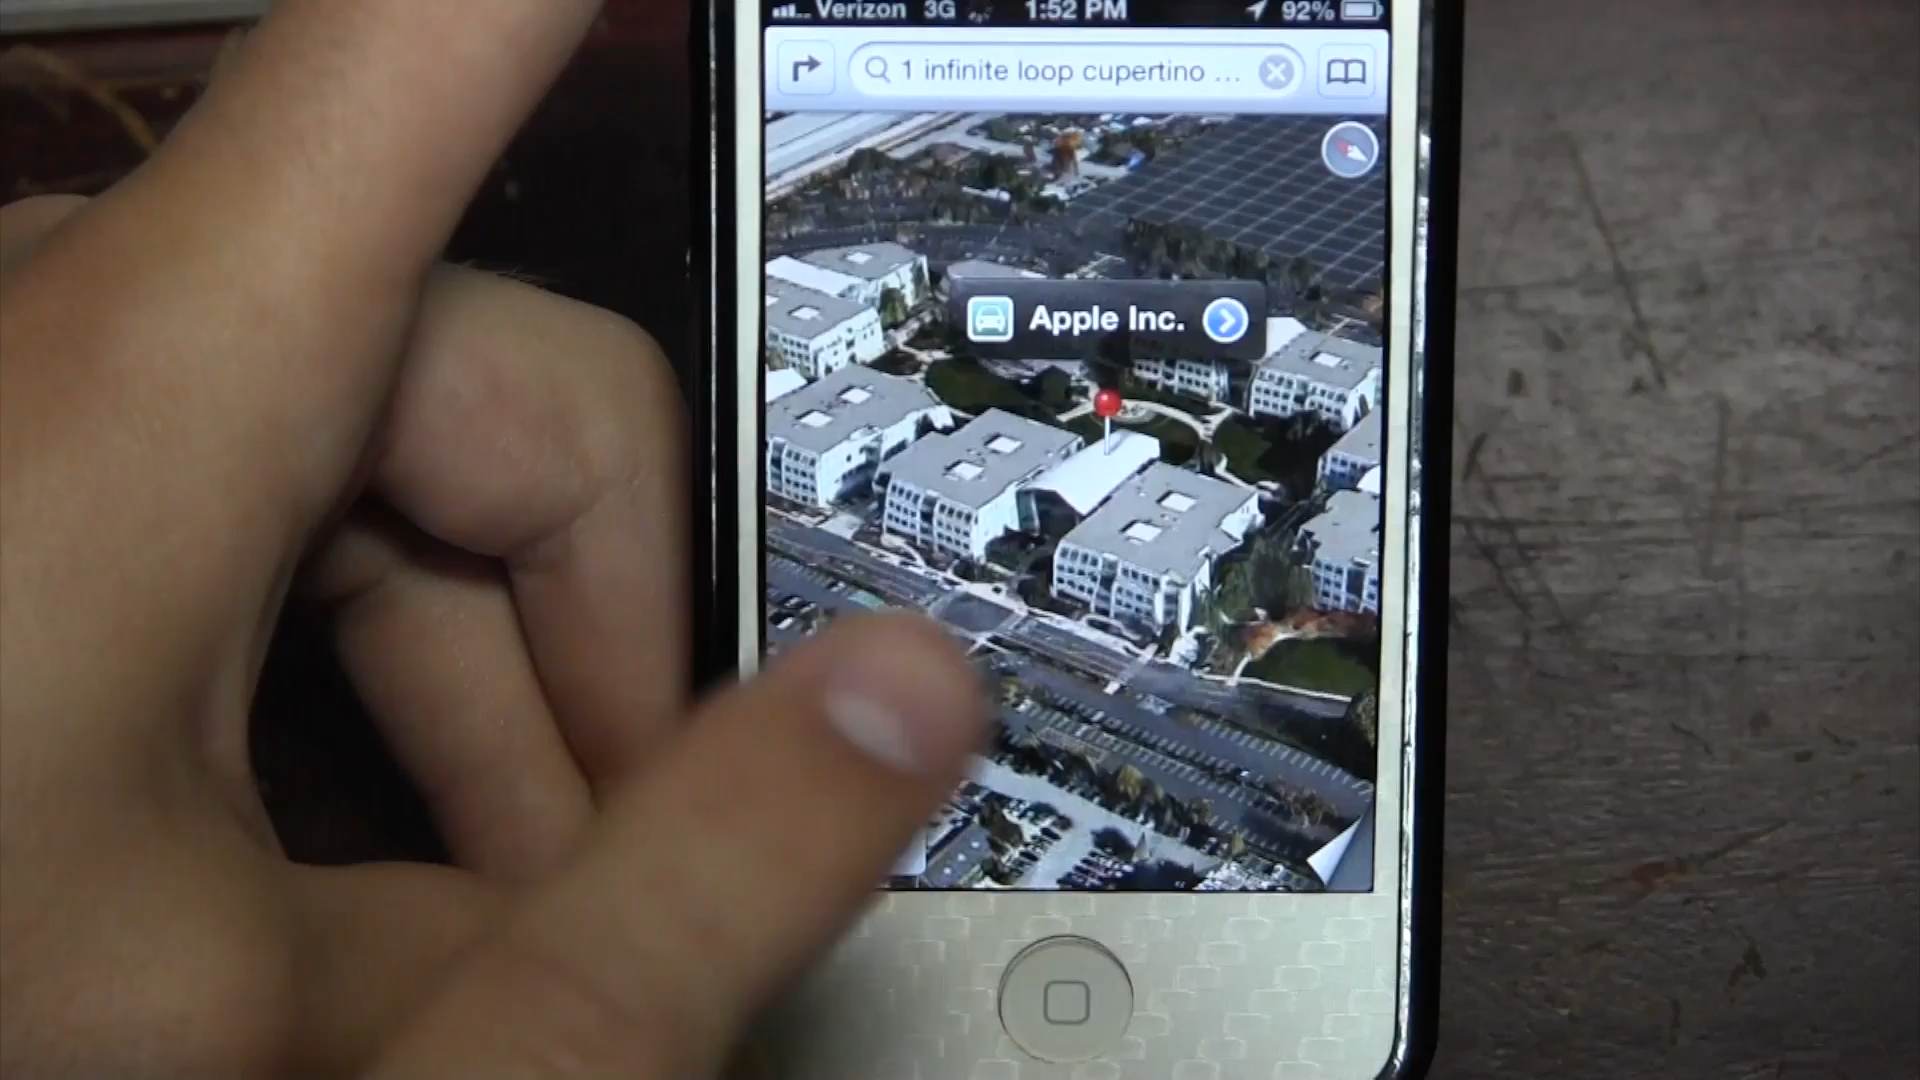 Verizon 3G 1:52 PM 92%
1 infinite loop cupertino ...
Apple Inc.